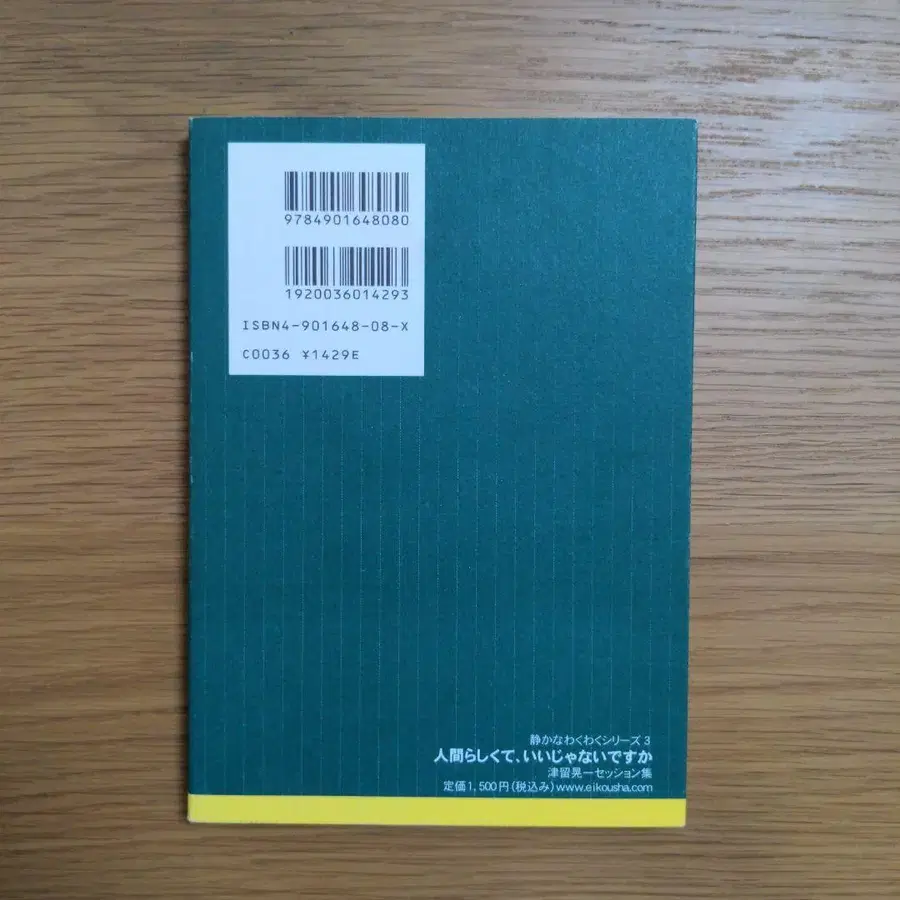 9784901648080
1920036014293
ISBN4-901648-08-X
C0036 ¥1429E
静かなわくわくシリーズ 3
人間らしくて、いいじゃないですか
津留晃一セッション集
定価1,500円(税込み)www.eikousha.com